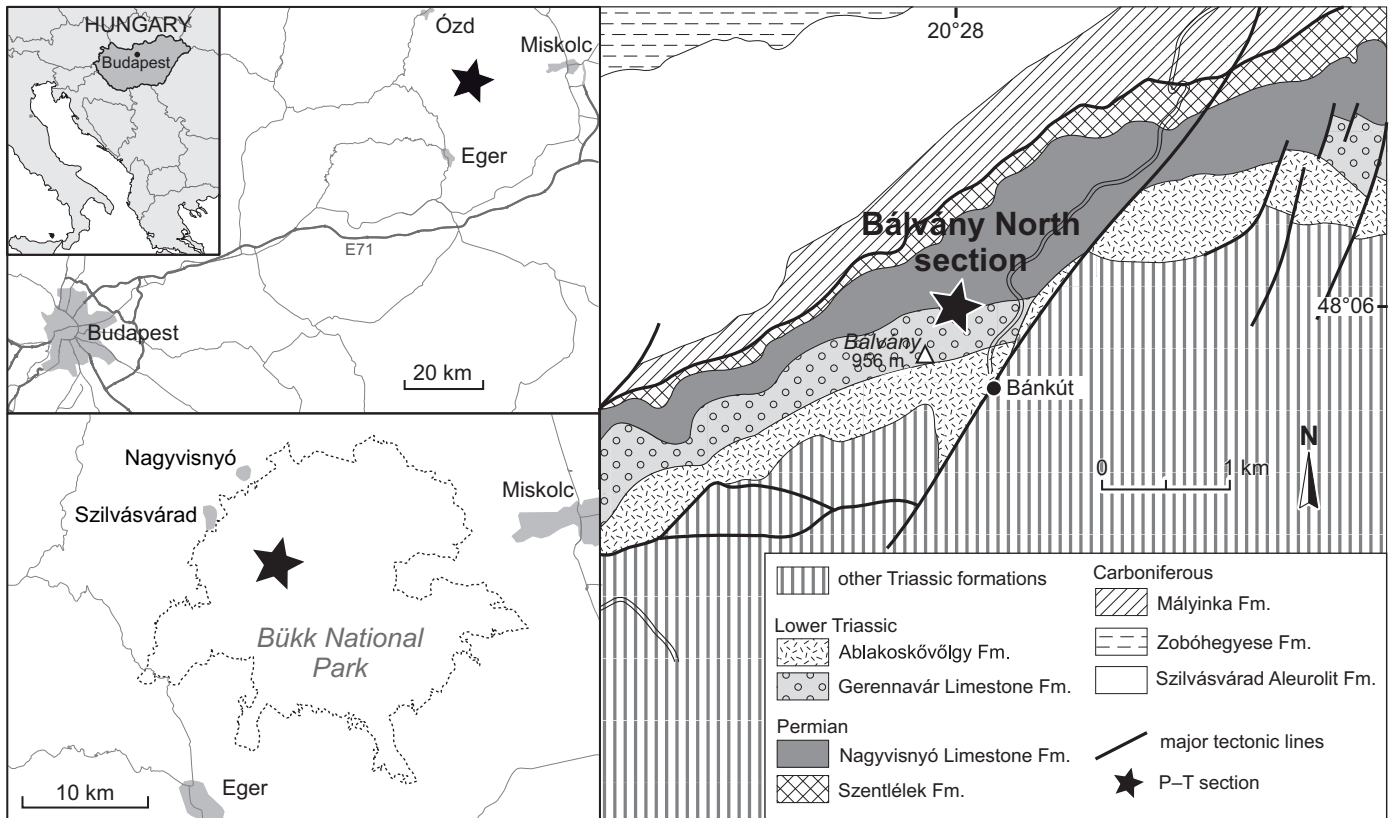 HUNGARY
Budapest
Ózd
Miskolc
Eger
E71
Budapest
20 km
Nagyvisnyó
Szilvásvárad
Miskolc
Bükk National
Park
Eger
10 km
20°28
Bálvány North
section
48°06
Bálvány
956 m
Bánkút
N
0 1 km
other Triassic formations
Lower Triassic
Ablakoskővőlgy Fm.
Gerennavár Limestone Fm.
Permian
Nagyvisnyó Limestone Fm.
Szentlélek Fm.
Carboniferous
Mályinka Fm.
Zobóhegyese Fm.
Szilvásvárad Aleurolit Fm.
major tectonic lines
P–T section